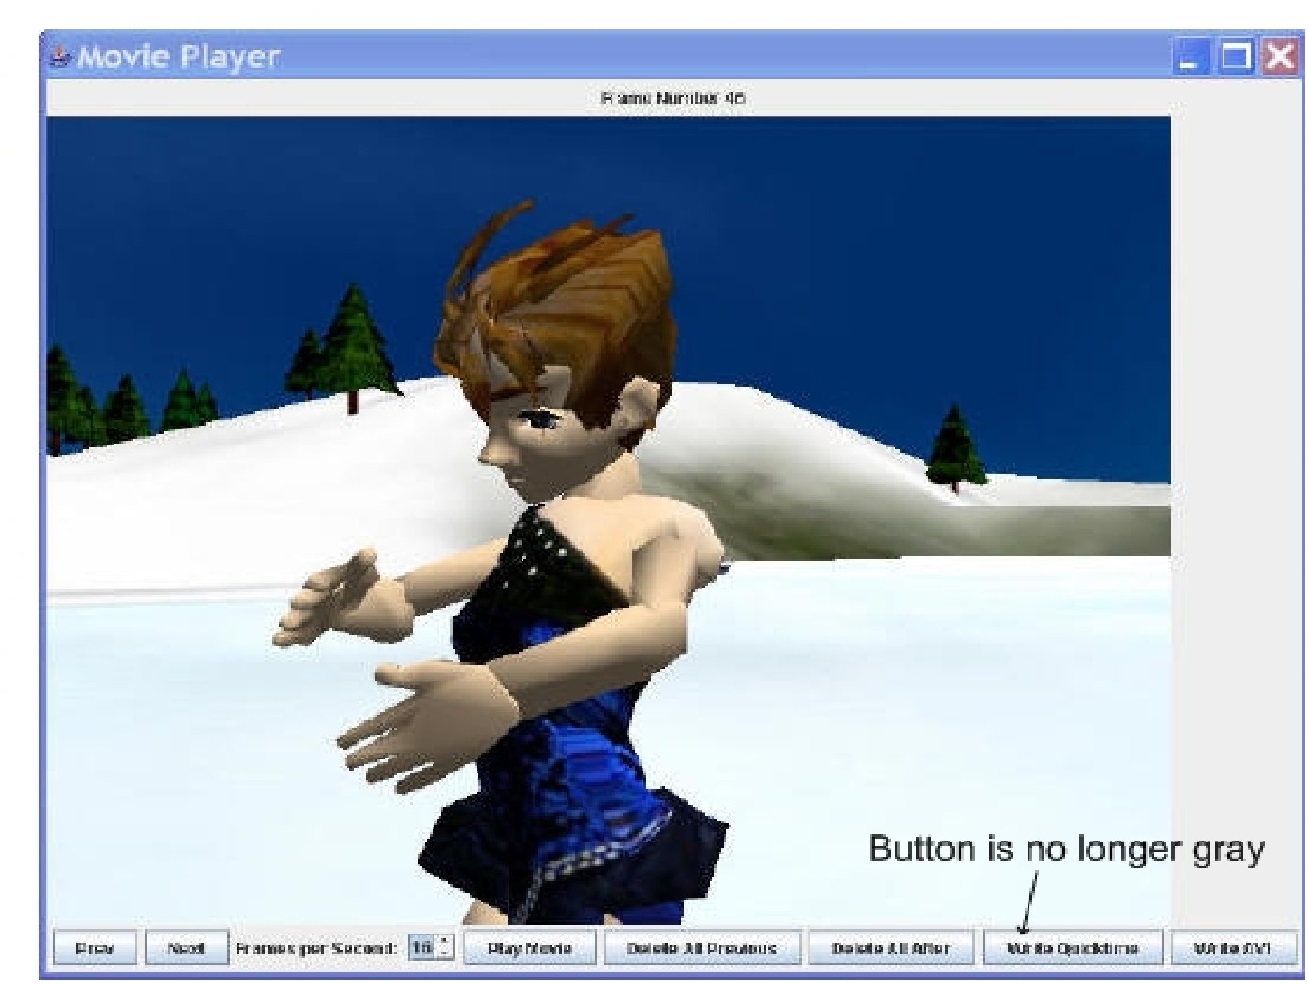 Movie Player
Frame Number 46
Button is no longer gray
Prev Next Frames per Second: 16 Play Movie Delete All Previous Delete All After Write Quicktime Write AVI